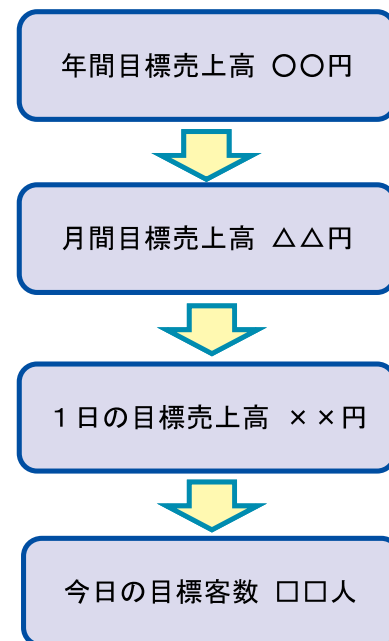 年間目標売上高 〇〇円
月間目標売上高 △△円
１日の目標売上高 ××円
今日の目標客数 □□人